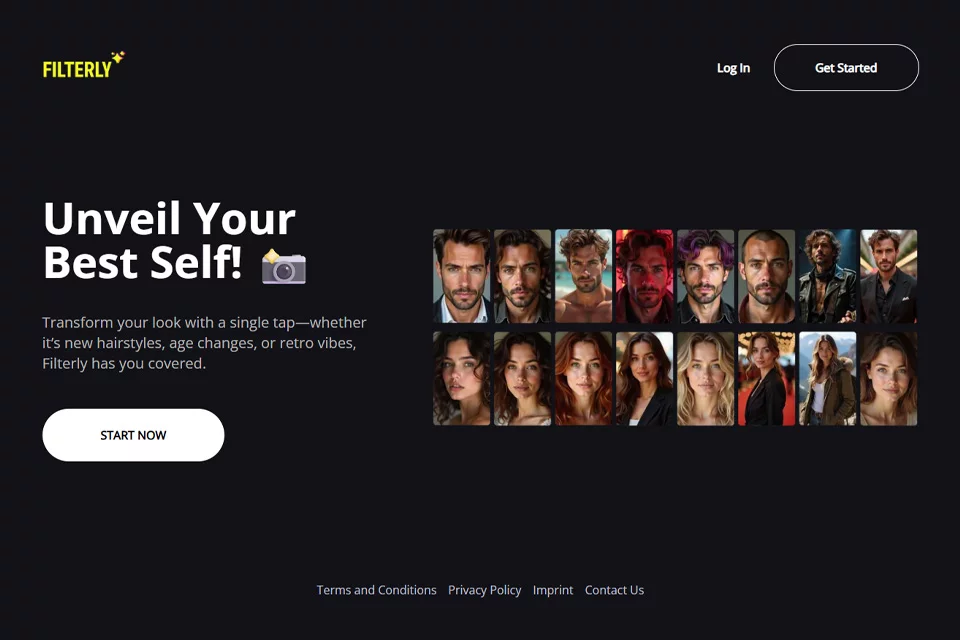 FILTERLY
Log In
Get Started
Unveil Your
Best Self!
Transform your look with a single tap—whether
it's new hairstyles, age changes, or retro vibes,
Filterly has you covered.
START NOW
Terms and Conditions Privacy Policy Imprint Contact Us